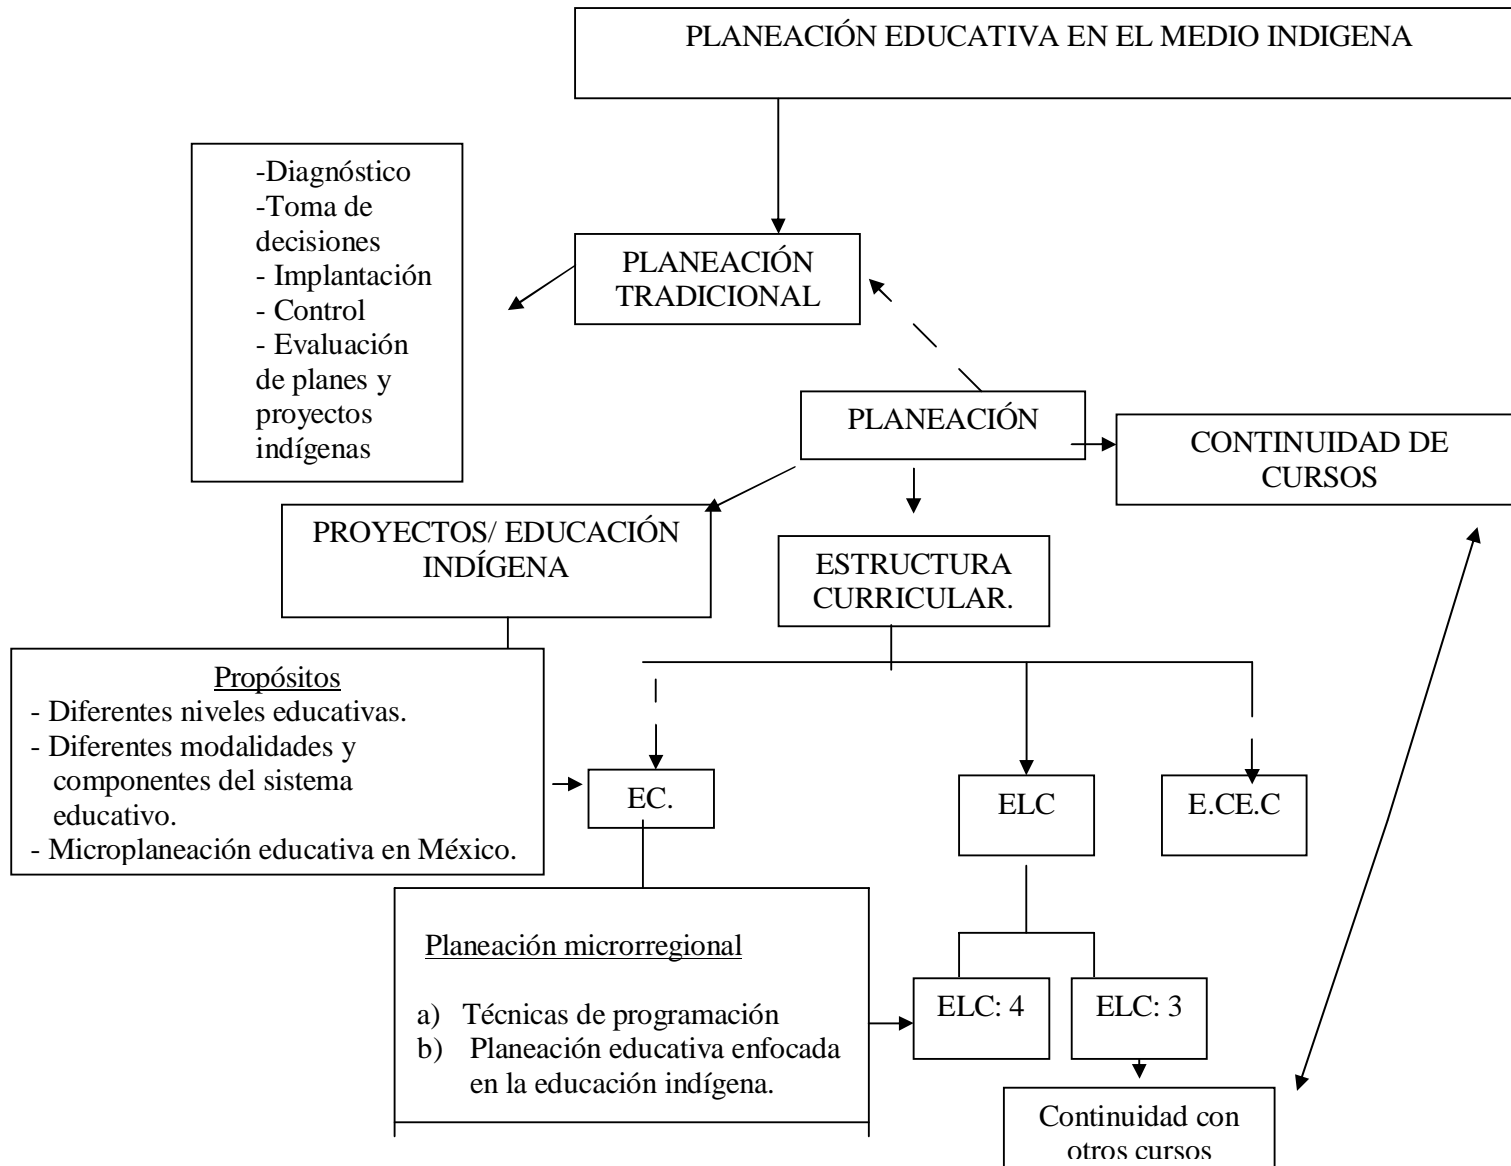 PLANEACIÓN EDUCATIVA EN EL MEDIO INDIGENA
-Diagnóstico
-Toma de
decisiones
- Implantación
- Control
- Evaluación
de planes y
proyectos
indígenas
PLANEACIÓN
TRADICIONAL
PLANEACIÓN
CONTINUIDAD DE
CURSOS
PROYECTOS/ EDUCACIÓN
INDÍGENA
ESTRUCTURA
CURRICULAR.
Propósitos
- Diferentes niveles educativas.
- Diferentes modalidades y
componentes del sistema
educativo.
- Microplaneación educativa en México.
EC.
ELC
E.CE.C
Planeación microrregional
a) Técnicas de programación
b) Planeación educativa enfocada
en la educación indígena.
ELC: 4
ELC: 3
Continuidad con
otros cursos